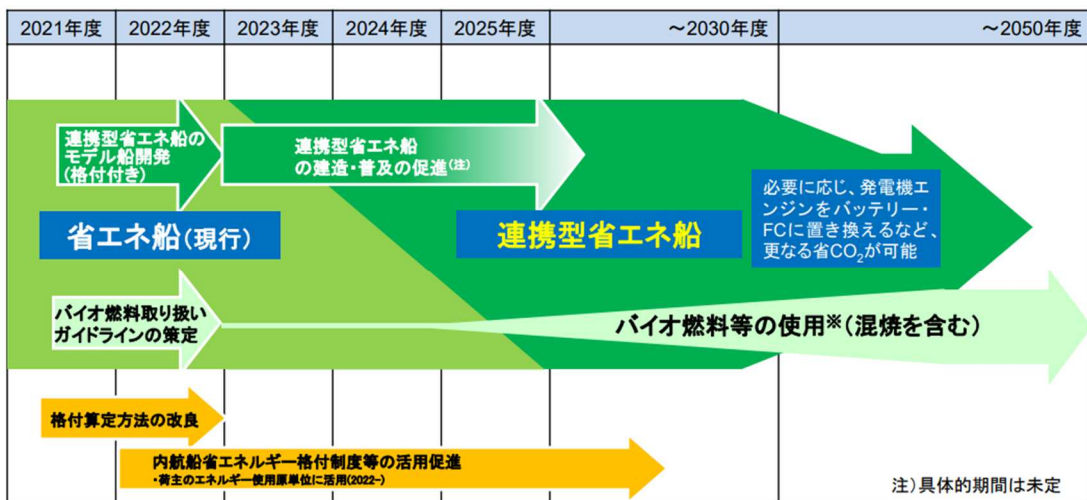 2021年度
2022年度
2023年度
2024年度
2025年度
～2030年度
～2050年度
連携型省エネ船の
モデル船開発
(格付付き)
連携型省エネ船
の建造・普及の促進(注)
省エネ船(現行)
連携型省エネ船
必要に応じ、発電機エ
ンジンをバッテリー・
FCに置き換えるなど、
更なる省CO2が可能
バイオ燃料取り扱い
ガイドラインの策定
バイオ燃料等の使用※(混焼を含む)
格付算定方法の改良
内航船省エネルギー格付制度等の活用促進
・荷主のエネルギー使用原単位に活用(2022-)
注)具体的期間は未定